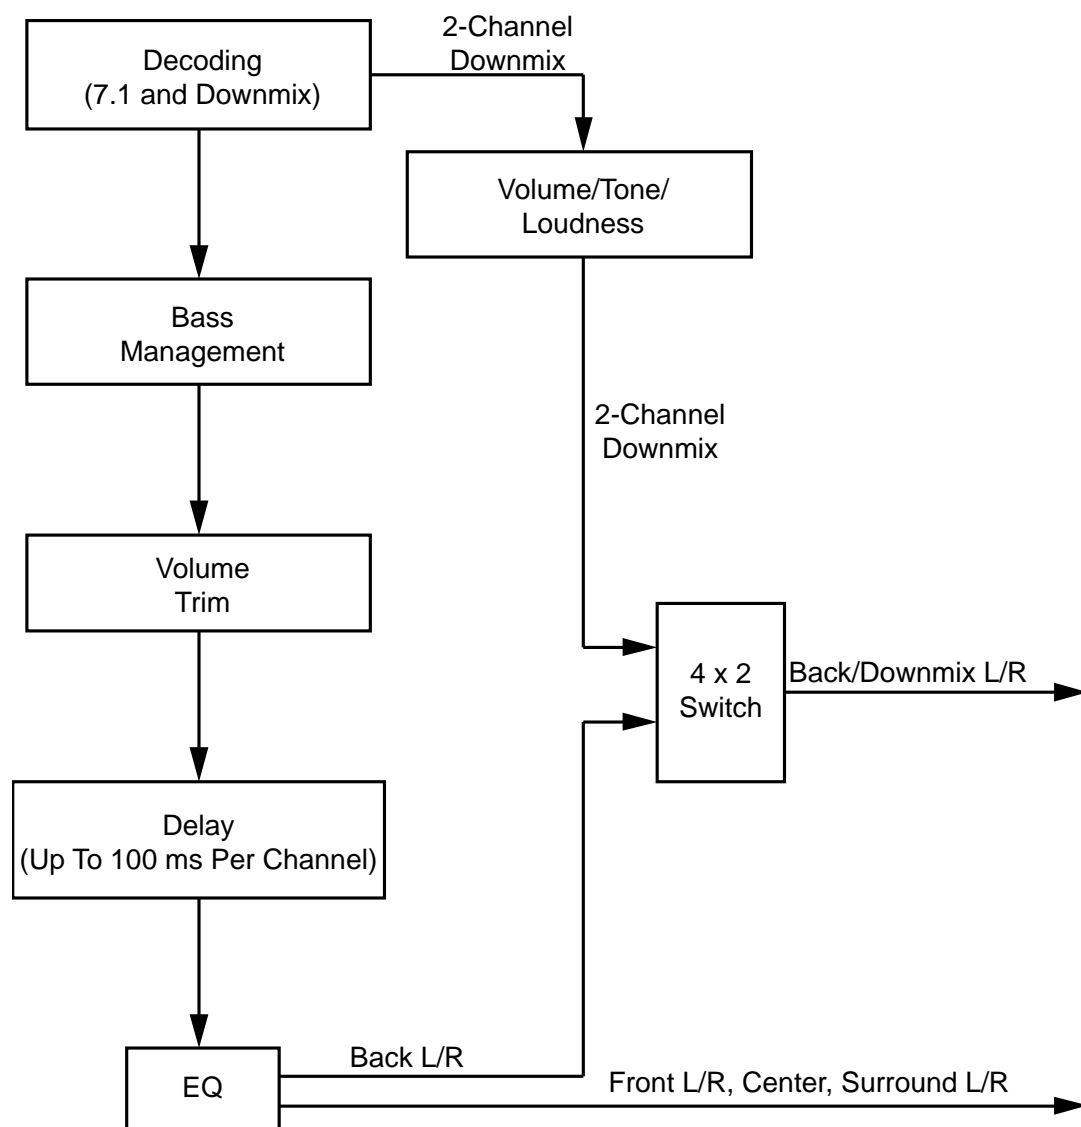 2-Channel
Downmix
Decoding
(7.1 and Downmix)
Volume/Tone/
Loudness
Bass
Management
2-Channel
Downmix
Volume
Trim
4 x 2
Switch
Back/Downmix L/R
Delay
(Up To 100 ms Per Channel)
Back L/R
EQ
Front L/R, Center, Surround L/R